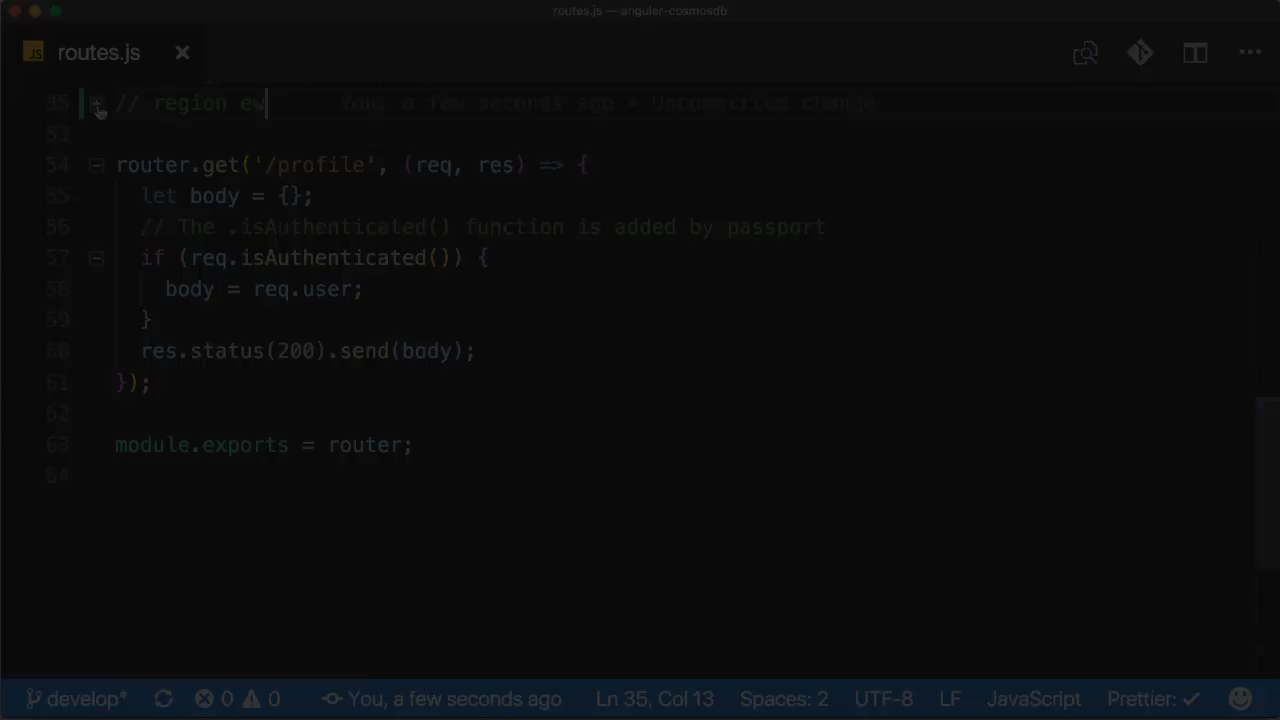 routes.js — angular-cosmosdb
JS routes.js
35 // region ew You, a few seconds ago • Uncommitted change
53
54 router.get('/profile', (req, res) => {
55 let body = {};
56 // The .isAuthenticated() function is added by passport
57 if (req.isAuthenticated()) {
58 body = req.user;
59 }
60 res.status(200).send(body);
61 });
62
63 module.exports = router;
64
develop* 0 0 You, a few seconds ago Ln 35, Col 13 Spaces: 2 UTF-8 LF JavaScript Prettier: ✓